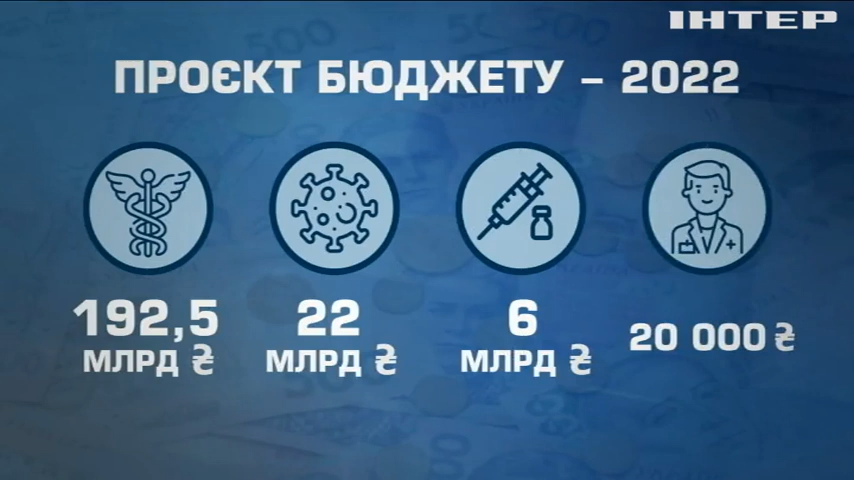 ІНТЕР
ПРОЄКТ БЮДЖЕТУ – 2022
192,5 22 6 20 000 ₴
МЛРД ₴ МЛРД ₴ МЛРД ₴